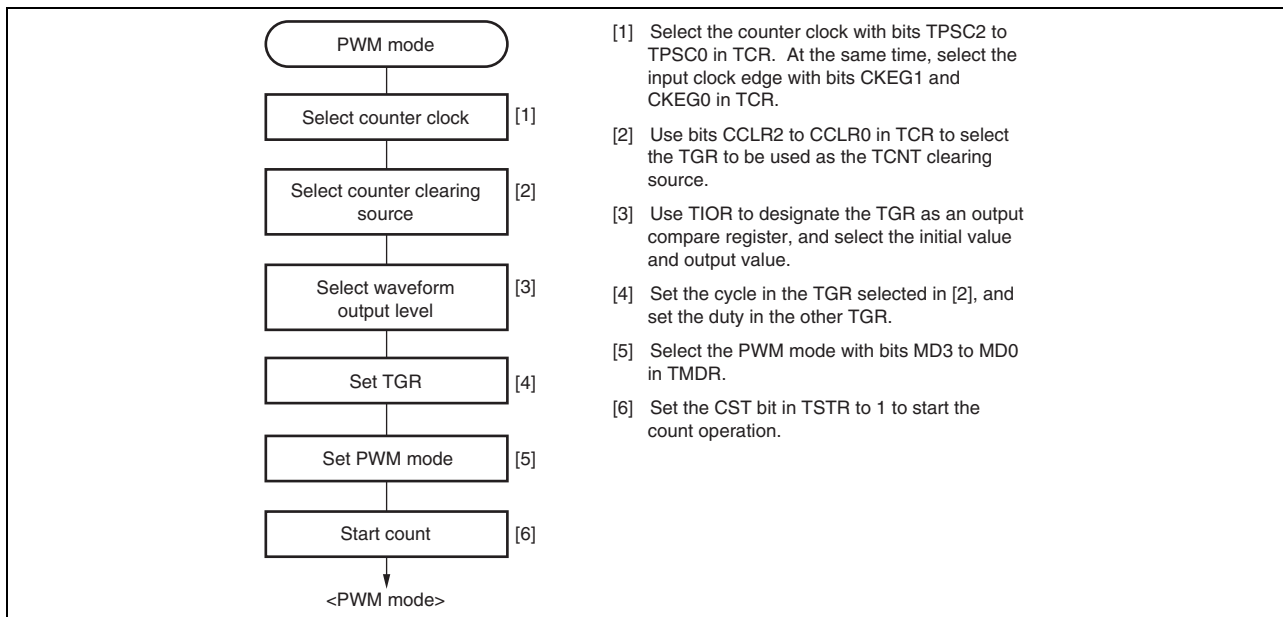 PWM mode
Select counter clock
[1]
Select counter clearing
source
[2]
Select waveform
output level
[3]
Set TGR
[4]
Set PWM mode
[5]
Start count
[6]
<PWM mode>
[1] Select the counter clock with bits TPSC2 to
TPSC0 in TCR. At the same time, select the
input clock edge with bits CKEG1 and
CKEG0 in TCR.
[2] Use bits CCLR2 to CCLR0 in TCR to select
the TGR to be used as the TCNT clearing
source.
[3] Use TIOR to designate the TGR as an output
compare register, and select the initial value
and output value.
[4] Set the cycle in the TGR selected in [2], and
set the duty in the other TGR.
[5] Select the PWM mode with bits MD3 to MD0
in TMDR.
[6] Set the CST bit in TSTR to 1 to start the
count operation.